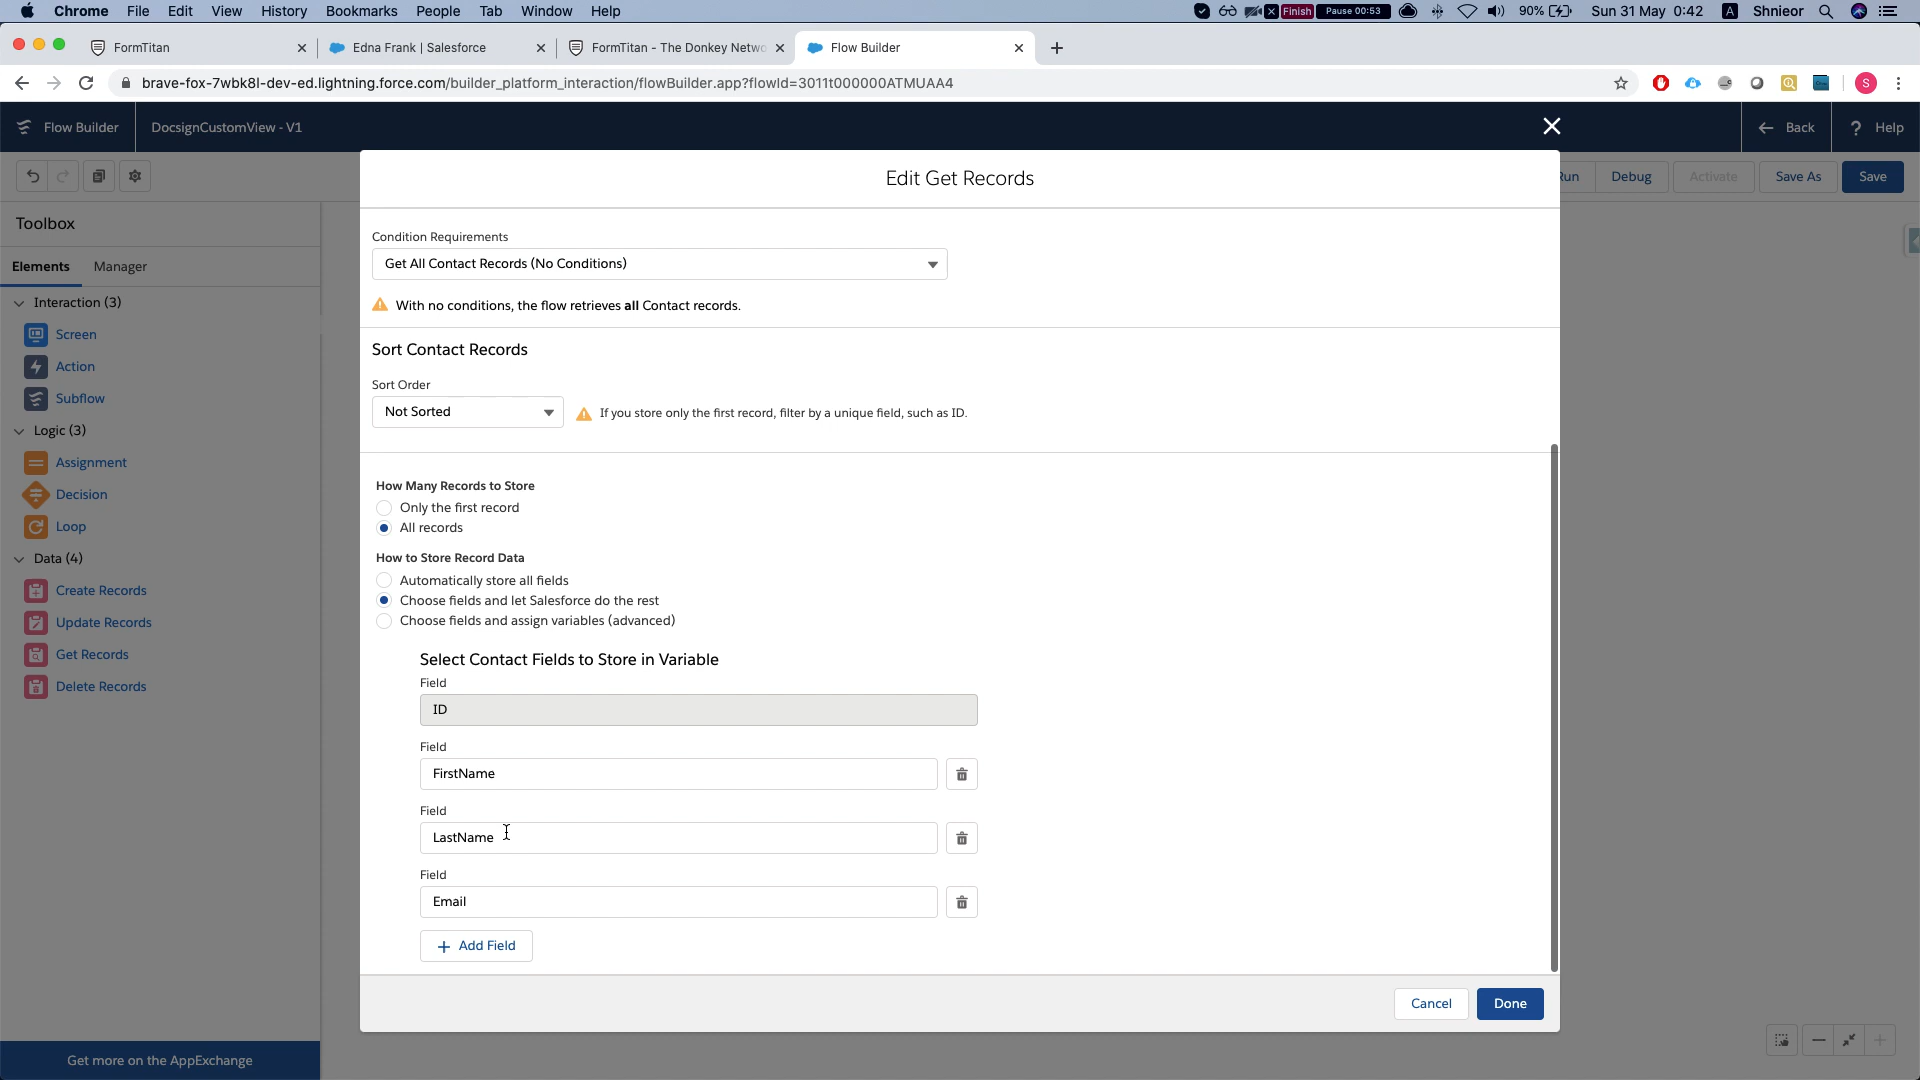 Chrome File Edit View History Bookmarks People Tab Window Help
Finish Pause 00:53 90% Sun 31 May 0:42 A Shnieor
FormTitan Edna Frank | Salesforce FormTitan - The Donkey Netwo Flow Builder
brave-fox-7wbk8l-dev-ed.lightning.force.com/builder_platform_interaction/flowBuilder.app?flowId=3011t000000ATMUAA4 S
Flow Builder DocsignCustomView - V1 Back ? Help
Edit Get Records
Run Debug Activate Save As Save
Toolbox
Elements Manager
Interaction (3)
Screen
Action
Subflow
Logic (3)
Assignment
Decision
Loop
Data (4)
Create Records
Update Records
Get Records
Delete Records
Get more on the AppExchange
Condition Requirements
Get All Contact Records (No Conditions)
With no conditions, the flow retrieves all Contact records.
Sort Contact Records
Sort Order
Not Sorted If you store only the first record, filter by a unique field, such as ID.
How Many Records to Store
Only the first record
All records
How to Store Record Data
Automatically store all fields
Choose fields and let Salesforce do the rest
Choose fields and assign variables (advanced)
Select Contact Fields to Store in Variable
Field
ID
Field
FirstName
Field
LastName
Field
Email
+ Add Field
Cancel Done